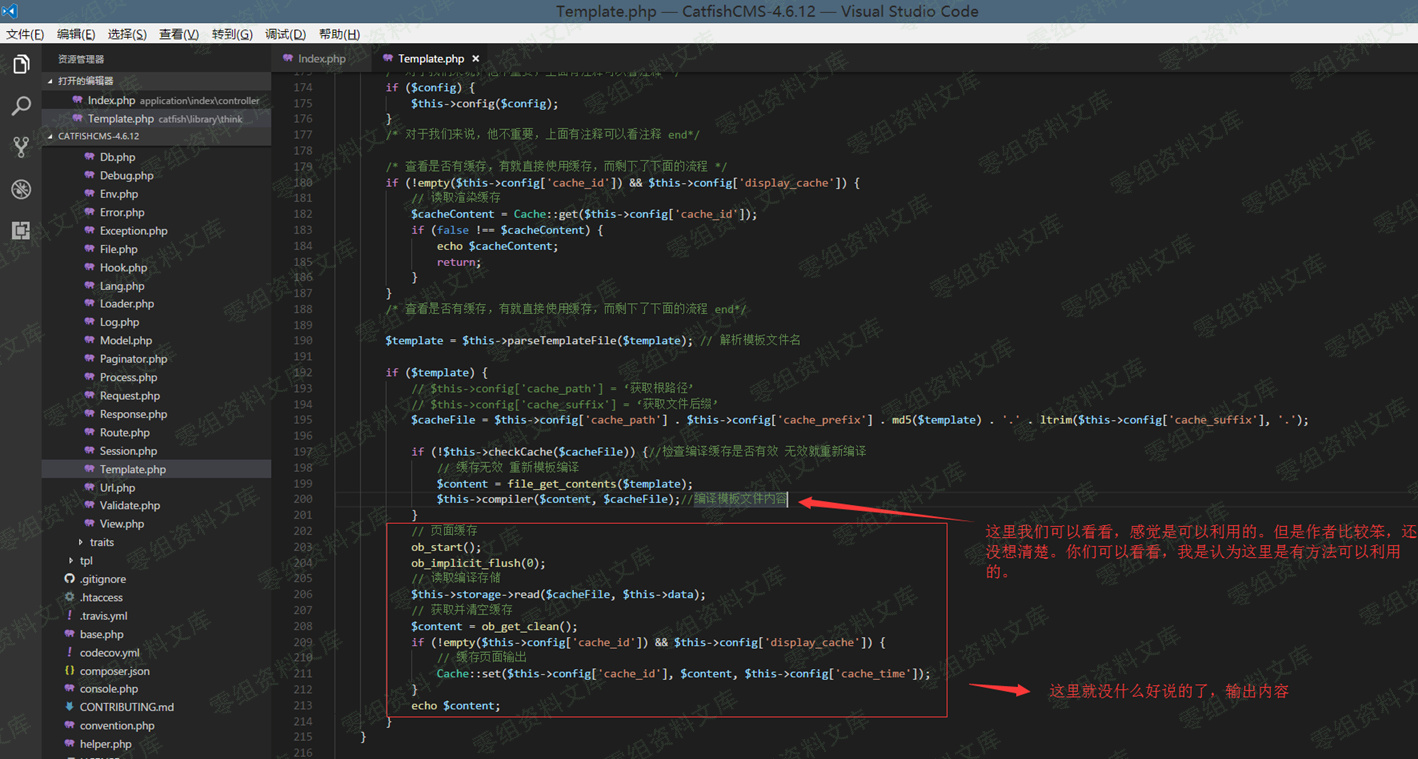 Template.php — CatfishCMS-4.6.12 — Visual Studio Code
文件(F) 编辑(E) 选择(S) 查看(V) 转到(G) 调试(D) 帮助(H)
资源管理器
打开的编辑器
Index.php application\index\controller
Template.php catfish\library\think
CATFISHCMS-4.6.12
Db.php
Debug.php
Env.php
Error.php
Exception.php
File.php
Hook.php
Lang.php
Loader.php
Log.php
Model.php
Paginator.php
Process.php
Request.php
Response.php
Route.php
Session.php
Template.php
Url.php
Validate.php
View.php
traits
tpl
.gitignore
.htaccess
.travis.yml
base.php
codecov.yml
composer.json
console.php
CONTRIBUTING.md
convention.php
helper.php
Index.php
Template.php
174 if ($config) {
175 $this->config($config);
176 }
177 /* 对于我们来说，他不重要，上面有注释可以看注释 end*/
178
179 /* 查看是否有缓存，有就直接使用缓存，而剩下了下面的流程 */
180 if (!empty($this->config['cache_id']) && $this->config['display_cache']) {
181 // 读取渲染缓存
182 $cacheContent = Cache::get($this->config['cache_id']);
183 if (false !== $cacheContent) {
184 echo $cacheContent;
185 return;
186 }
187 }
188 /* 查看是否有缓存，有就直接使用缓存，而剩下了下面的流程 end*/
189
190 $template = $this->parseTemplateFile($template); // 解析模板文件名
191
192 if ($template) {
193 // $this->config['cache_path'] = ‘获取根路径’
194 // $this->config['cache_suffix'] = ‘获取文件后缀’
195 $cacheFile = $this->config['cache_path'] . $this->config['cache_prefix'] . md5($template) . '.' . ltrim($this->config['cache_suffix'], '.');
196
197 if (!$this->checkCache($cacheFile)) {//检查编译缓存是否有效 无效就重新编译
198 // 缓存无效 重新模板编译
199 $content = file_get_contents($template);
200 $this->compiler($content, $cacheFile);//编译模板文件内容
201 }
202 // 页面缓存
203 ob_start();
204 ob_implicit_flush(0);
205 // 读取编译存储
206 $this->storage->read($cacheFile, $this->data);
207 // 获取并清空缓存
208 $content = ob_get_clean();
209 if (!empty($this->config['cache_id']) && $this->config['display_cache']) {
210 // 缓存页面输出
211 Cache::set($this->config['cache_id'], $content, $this->config['cache_time']);
212 }
213 echo $content;
214 }
215 }
216
这里我们可以看看，感觉是可以利用的。但是作者比较笨，还
没想清楚。你们可以看看，我是认为这里是有方法可以利用
的。
这里就没什么好说的了，输出内容
零组资料文库